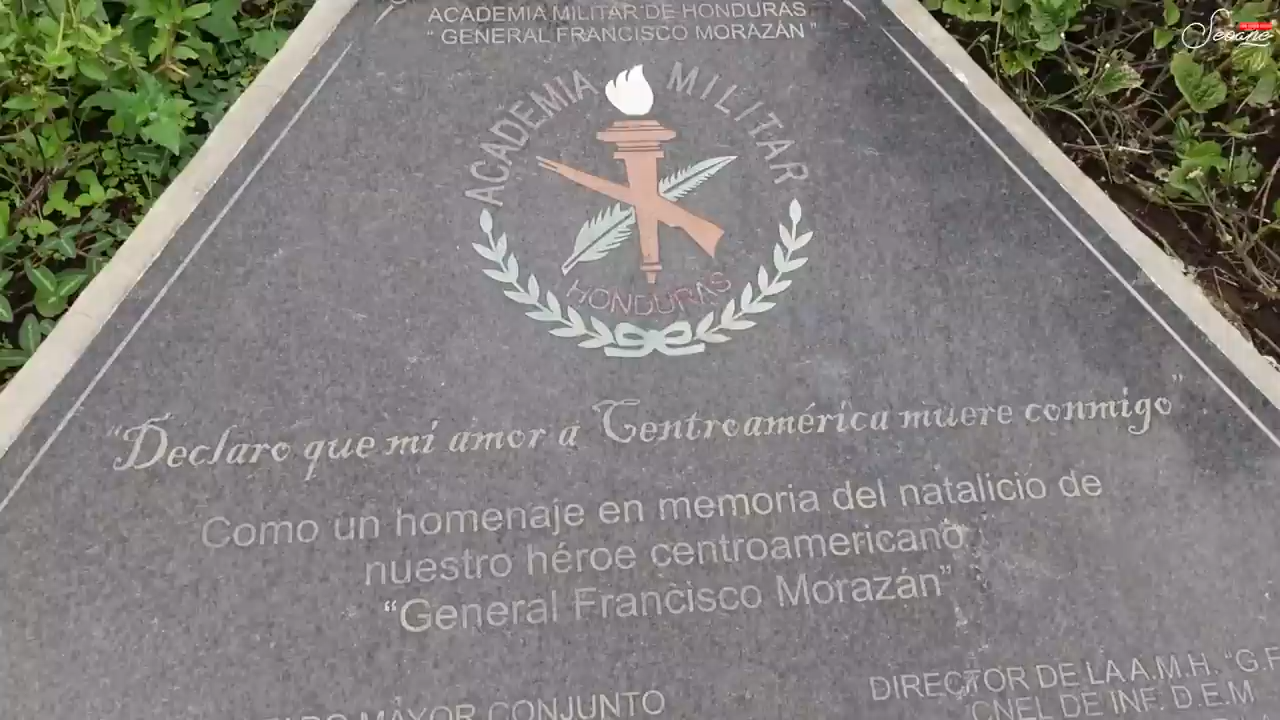 ACADEMIA MILITAR DE HONDURAS
“ GENERAL FRANCISCO MORAZÁN ”
ACADEMIA MILITAR
HONDURAS
“Declaro que mi amor a Centroamérica muere conmigo”
Como un homenaje en memoria del natalicio de
nuestro héroe centroamericano
“General Francisco Morazán”
MAYOR CONJUNTO
DIRECTOR DE LA A.M.H. “G.F
CNEL DE INF. D.E.M
Seoane